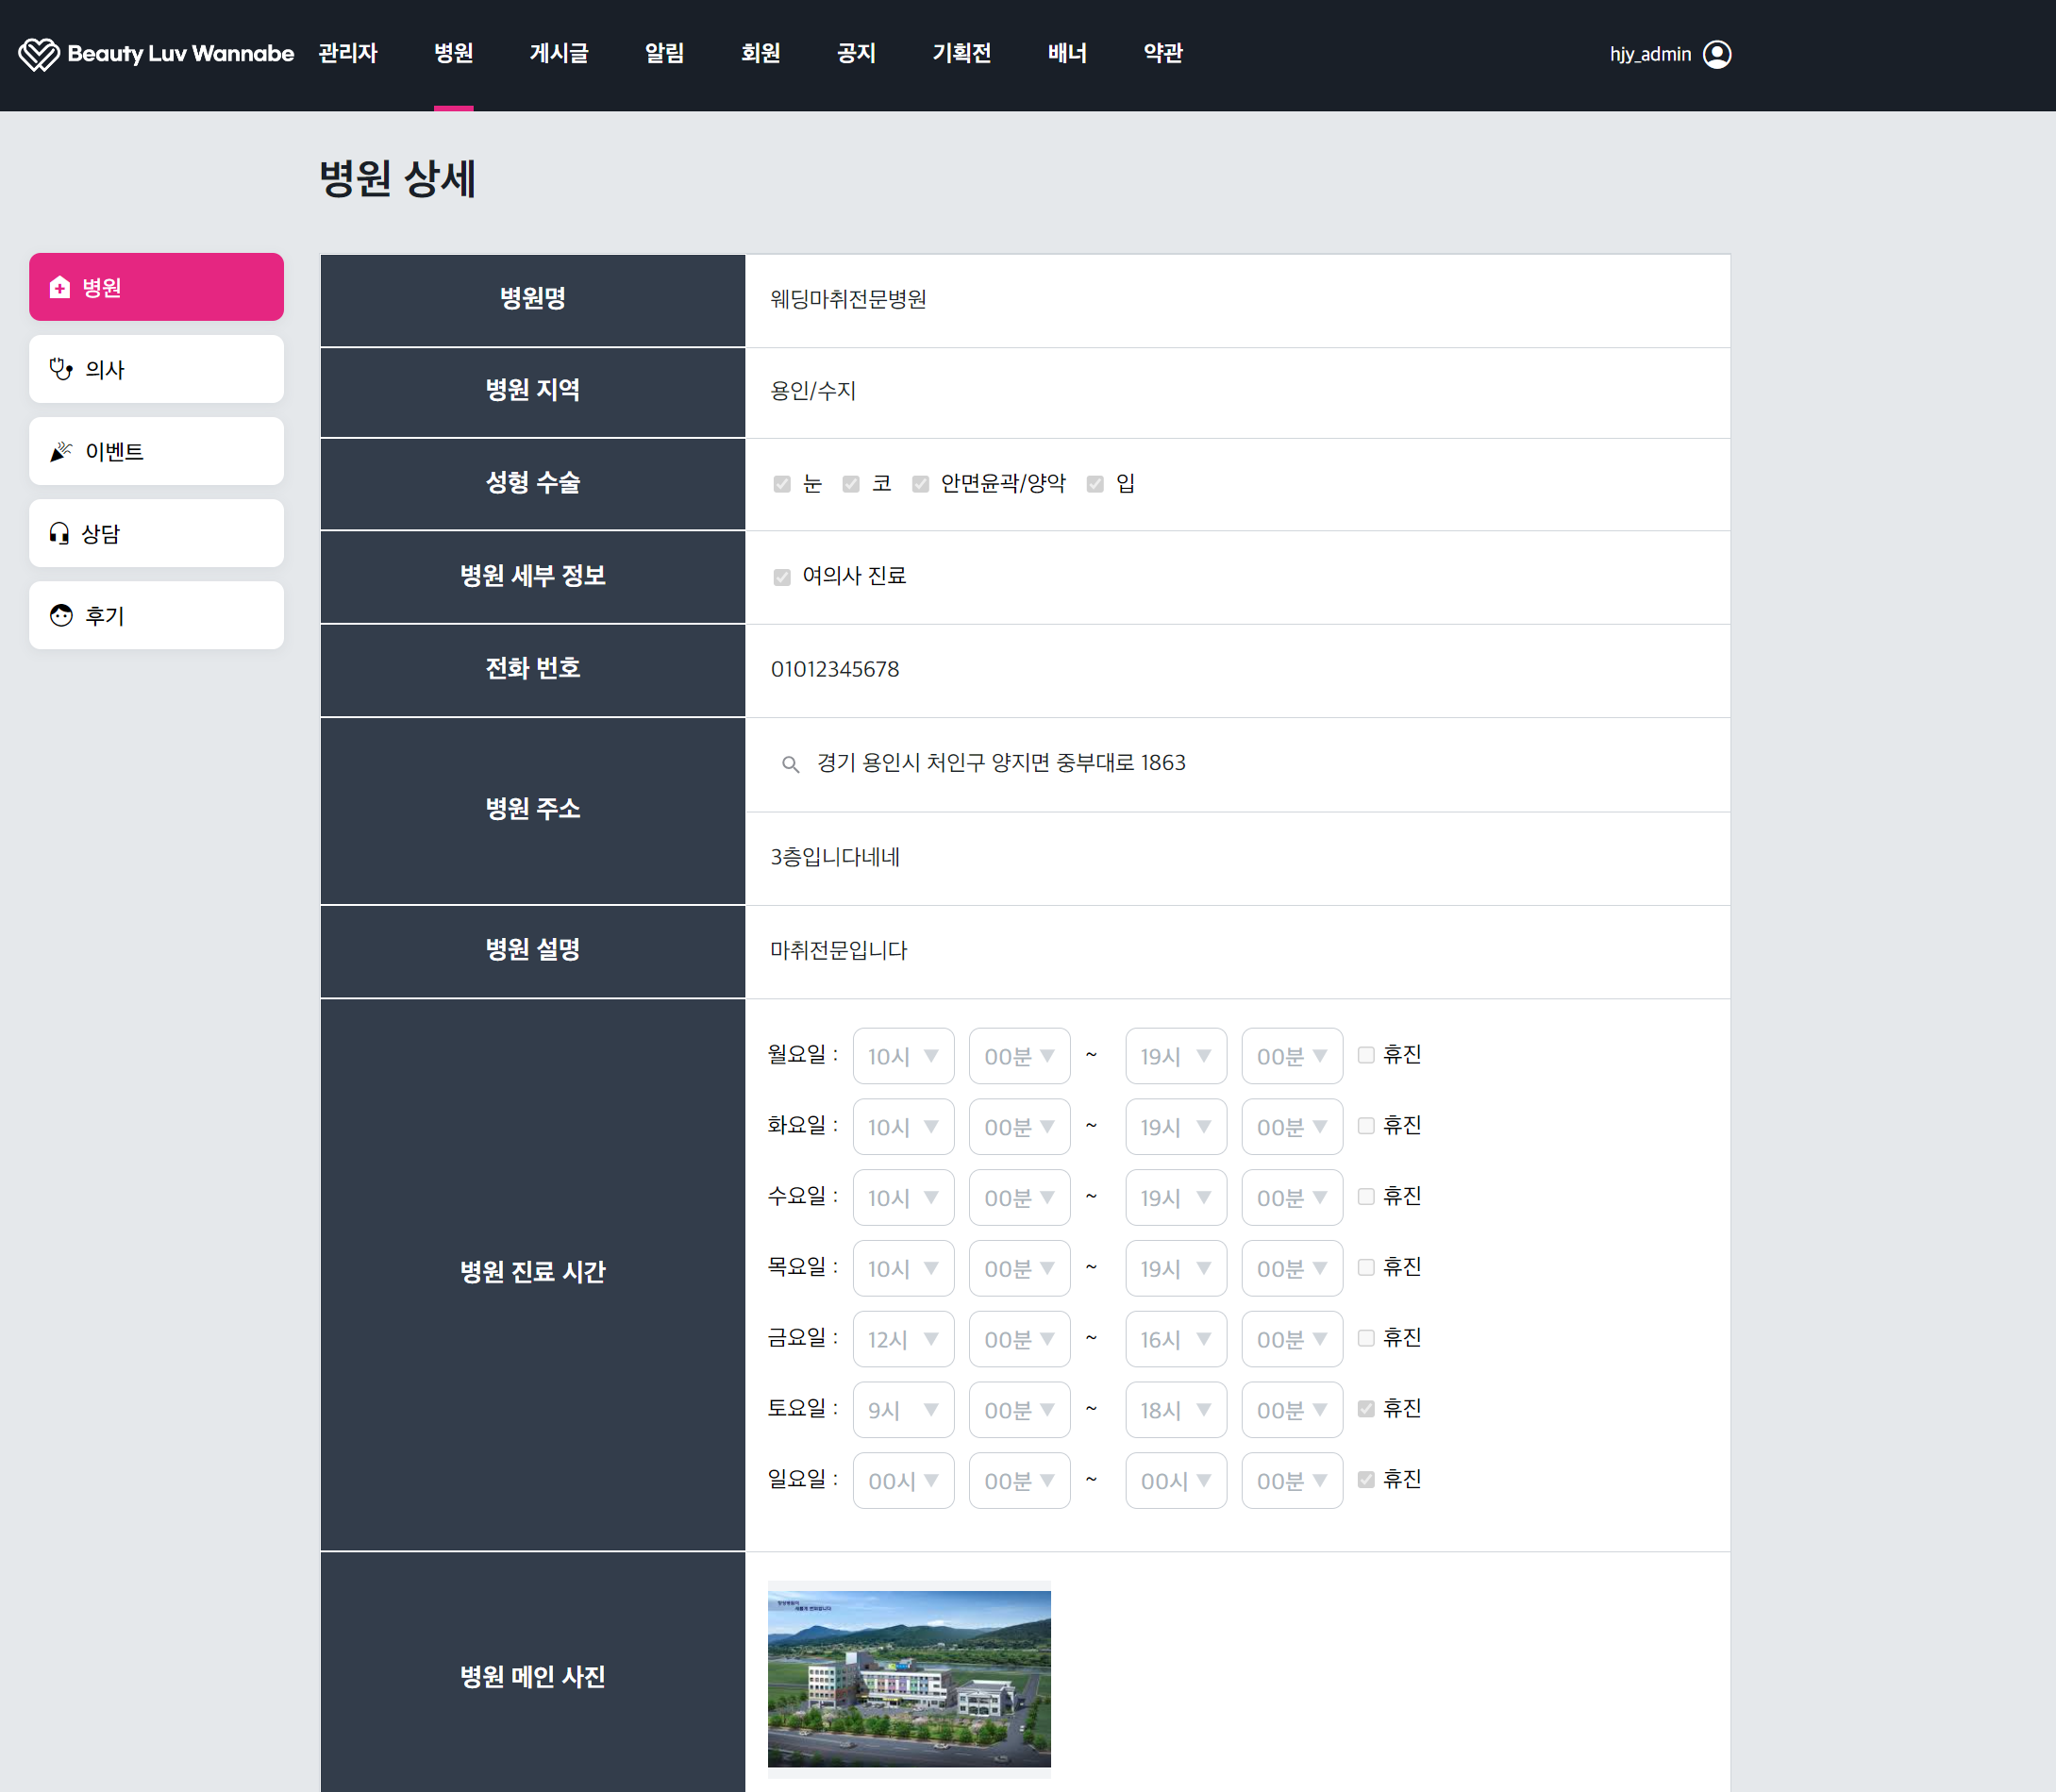 Beauty Luv Wannabe 관리자 병원 게시글 알림 회원 공지 기획전 배너 약관 hjy_admin
병원 상세
병원
의사
이벤트
상담
후기
병원명 웨딩마취전문병원
병원 지역 용인/수지
성형 수술 눈 코 안면윤곽/양악 입
병원 세부 정보 여의사 진료
전화 번호 01012345678
병원 주소 경기 용인시 처인구 양지면 중부대로 1863
3층입니다네네
병원 설명 마취전문입니다
병원 진료 시간
월요일 : 10시 00분 ~ 19시 00분 휴진
화요일 : 10시 00분 ~ 19시 00분 휴진
수요일 : 10시 00분 ~ 19시 00분 휴진
목요일 : 10시 00분 ~ 19시 00분 휴진
금요일 : 12시 00분 ~ 16시 00분 휴진
토요일 : 9시 00분 ~ 18시 00분 휴진
일요일 : 00시 00분 ~ 00시 00분 휴진
병원 메인 사진